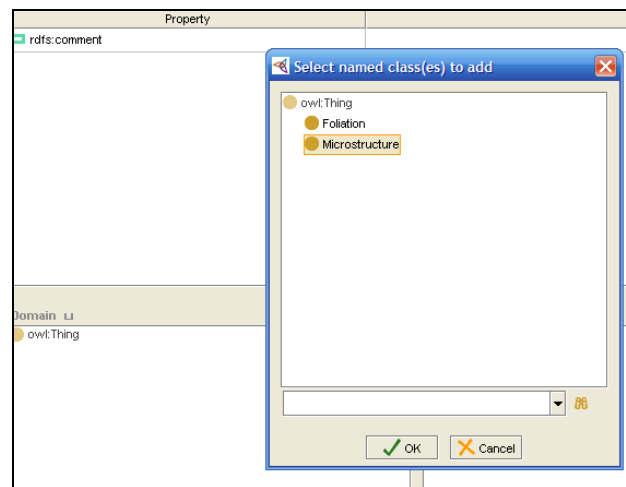 Property
rdfs:comment
Select named class(es) to add
owl:Thing
Foliation
Microstructure
Domain ⊔
owl:Thing
OK
Cancel